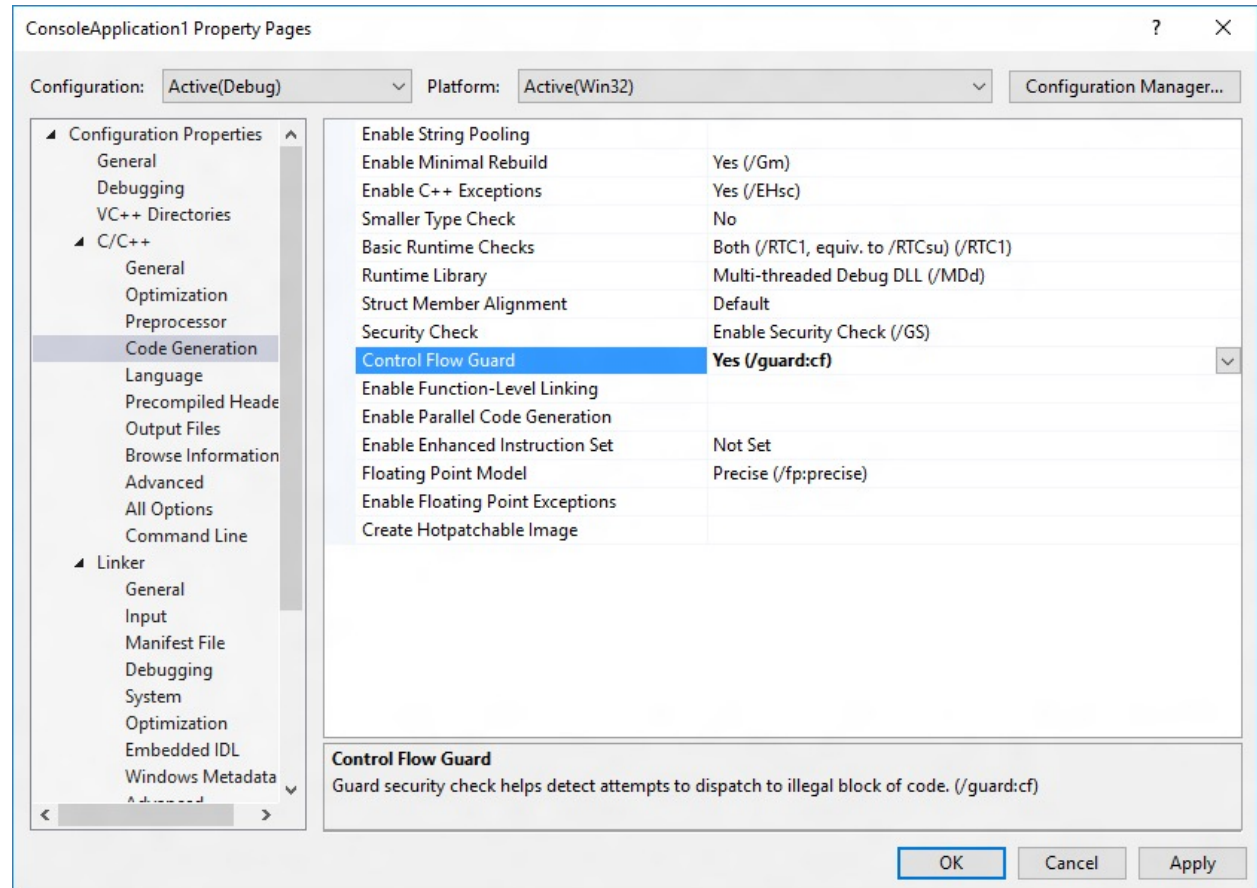 ConsoleApplication1 Property Pages
Configuration: Active(Debug) Platform: Active(Win32) Configuration Manager...
Configuration Properties
General
Debugging
VC++ Directories
C/C++
General
Optimization
Preprocessor
Code Generation
Language
Precompiled Heade
Output Files
Browse Information
Advanced
All Options
Command Line
Linker
General
Input
Manifest File
Debugging
System
Optimization
Embedded IDL
Windows Metadata
Enable String Pooling
Enable Minimal Rebuild Yes (/Gm)
Enable C++ Exceptions Yes (/EHsc)
Smaller Type Check No
Basic Runtime Checks Both (/RTC1, equiv. to /RTCsu) (/RTC1)
Runtime Library Multi-threaded Debug DLL (/MDd)
Struct Member Alignment Default
Security Check Enable Security Check (/GS)
Control Flow Guard Yes (/guard:cf)
Enable Function-Level Linking
Enable Parallel Code Generation
Enable Enhanced Instruction Set Not Set
Floating Point Model Precise (/fp:precise)
Enable Floating Point Exceptions
Create Hotpatchable Image
Control Flow Guard
Guard security check helps detect attempts to dispatch to illegal block of code. (/guard:cf)
OK Cancel Apply